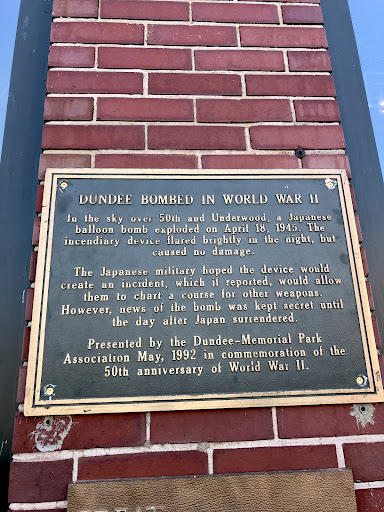 DUNDEE BOMBED IN WORLD WAR II
In the sky over 50th and Underwood, a Japanese
balloon bomb exploded on April 18, 1945. The
incendiary device flared brightly in the night, but
caused no damage.
The Japanese military hoped the device would
create an incident, which if reported, would allow
them to chart a course for other weapons.
However, news of the bomb was kept secret until
the day after Japan surrendered.
Presented by the Dundee-Memorial Park
Association May, 1992 in commemoration of the
50th anniversary of World War II.